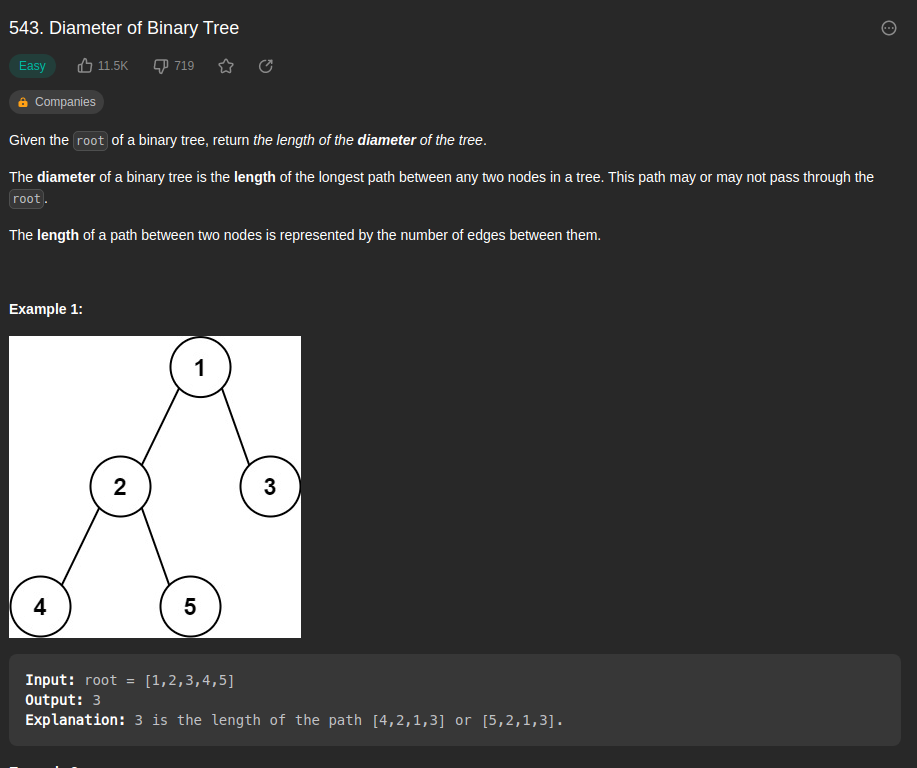 543. Diameter of Binary Tree
Easy 11.5K 719
Companies
Given the root of a binary tree, return the length of the diameter of the tree.
The diameter of a binary tree is the length of the longest path between any two nodes in a tree. This path may or may not pass through the
root.
The length of a path between two nodes is represented by the number of edges between them.
Example 1:
1
2 3
4 5
Input: root = [1,2,3,4,5]
Output: 3
Explanation: 3 is the length of the path [4,2,1,3] or [5,2,1,3].